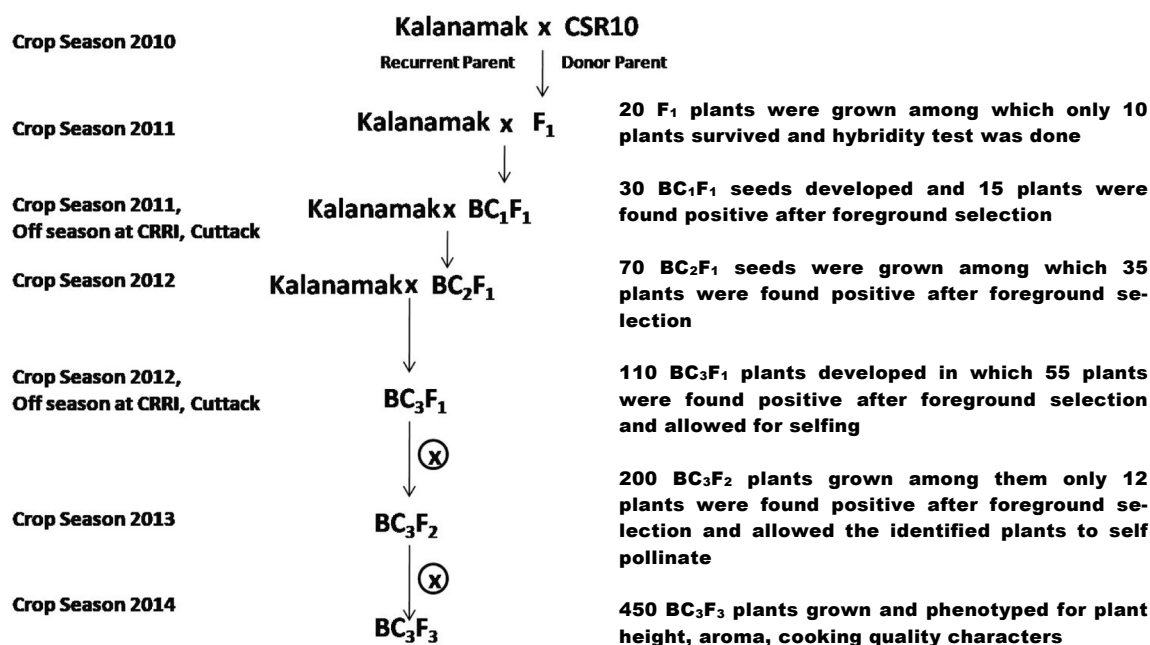 Crop Season 2010
Kalanamak x CSR10
Recurrent Parent Donor Parent
Crop Season 2011
Kalanamak x F₁
20 F₁ plants were grown among which only 10
plants survived and hybridity test was done
Crop Season 2011,
Off season at CRRI, Cuttack
Kalanamak x BC₁F₁
30 BC₁F₁ seeds developed and 15 plants were
found positive after foreground selection
Crop Season 2012
Kalanamak x BC₂F₁
70 BC₂F₁ seeds were grown among which 35
plants were found positive after foreground se-
lection
Crop Season 2012,
Off season at CRRI, Cuttack
BC₃F₁
110 BC₃F₁ plants developed in which 55 plants
were found positive after foreground selection
and allowed for selfing
x
Crop Season 2013
BC₃F₂
200 BC₃F₂ plants grown among them only 12
plants were found positive after foreground se-
lection and allowed the identified plants to self
pollinate
x
Crop Season 2014
BC₃F₃
450 BC₃F₃ plants grown and phenotyped for plant
height, aroma, cooking quality characters